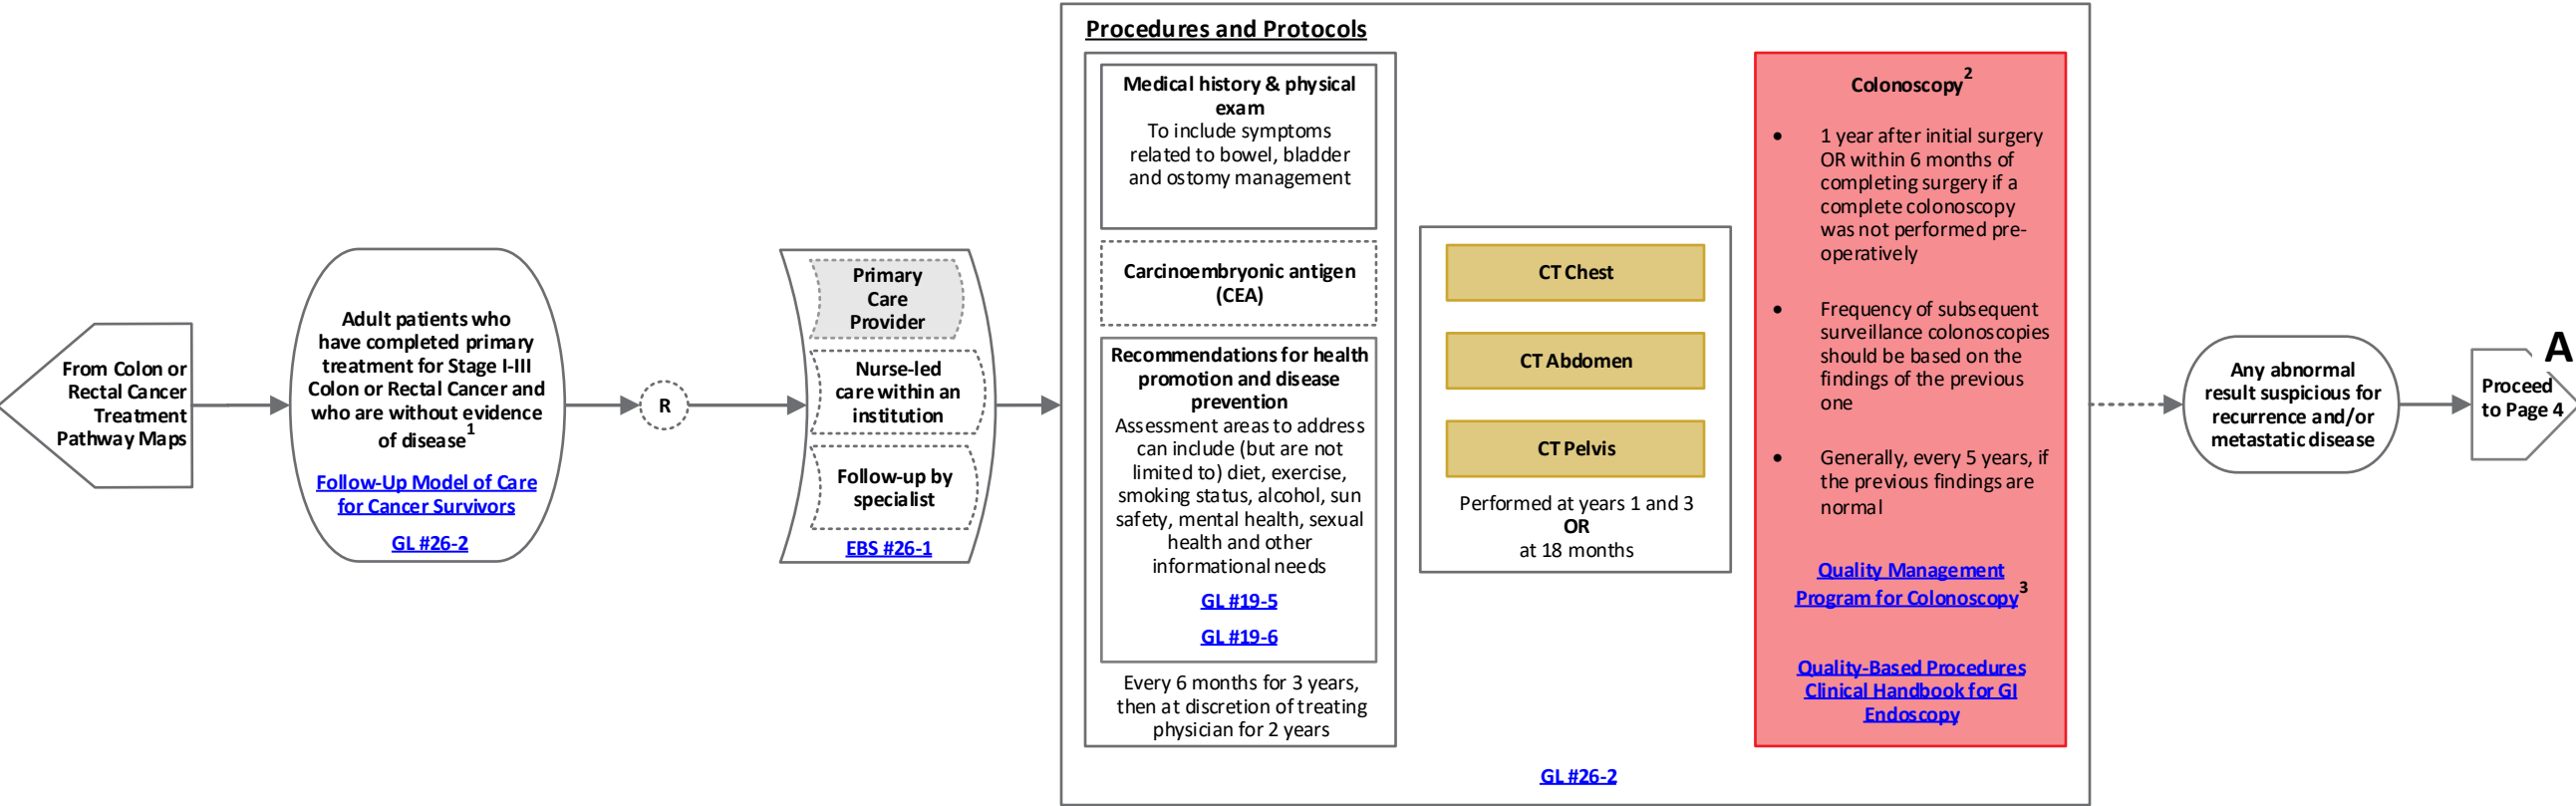 From Colon or
Rectal Cancer
Treatment
Pathway Maps
Adult patients who
have completed primary
treatment for Stage I-III
Colon or Rectal Cancer and
who are without evidence
of disease1
Follow-Up Model of Care
for Cancer Survivors
GL #26-2
R
Primary
Care
Provider
Nurse-led
care within an
institution
Follow-up by
specialist
EBS #26-1
Procedures and Protocols
Medical history & physical
exam
To include symptoms
related to bowel, bladder
and ostomy management
Carcinoembryonic antigen
(CEA)
Recommendations for health
promotion and disease
prevention
Assessment areas to address
can include (but are not
limited to) diet, exercise,
smoking status, alcohol, sun
safety, mental health, sexual
health and other
informational needs
GL #19-5
GL #19-6
Every 6 months for 3 years,
then at discretion of treating
physician for 2 years
CT Chest
CT Abdomen
CT Pelvis
Performed at years 1 and 3
OR
at 18 months
Colonoscopy2
• 1 year after initial surgery
OR within 6 months of
completing surgery if a
complete colonoscopy
was not performed pre-
operatively
• Frequency of subsequent
surveillance colonoscopies
should be based on the
findings of the previous
one
• Generally, every 5 years, if
the previous findings are
normal
Quality Management
Program for Colonoscopy3
Quality-Based Procedures
Clinical Handbook for GI
Endoscopy
GL #26-2
Any abnormal
result suspicious for
recurrence and/or
metastatic disease
A
Proceed
to Page 4